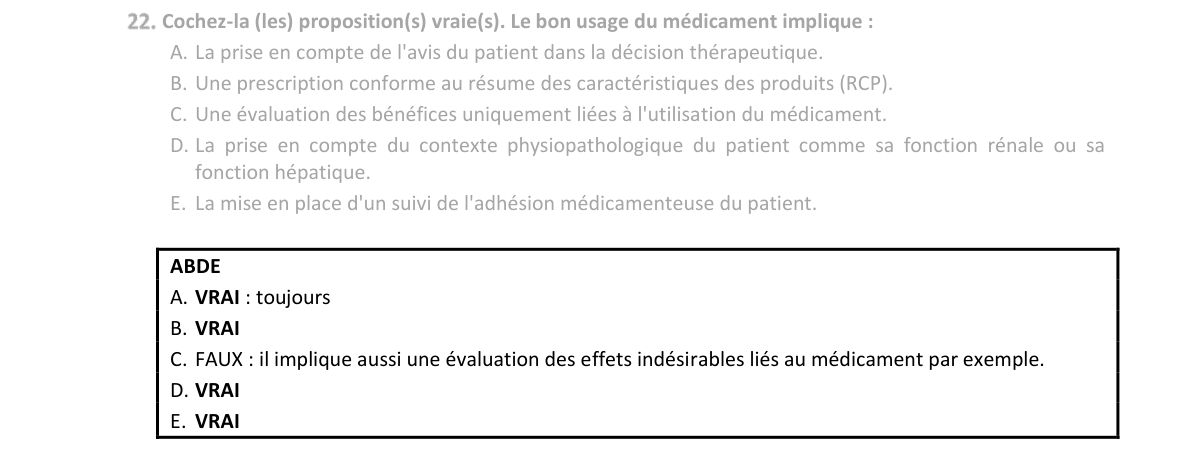 22. Cochez-la (les) proposition(s) vraie(s). Le bon usage du médicament implique :
A. La prise en compte de l'avis du patient dans la décision thérapeutique.
B. Une prescription conforme au résume des caractéristiques des produits (RCP).
C. Une évaluation des bénéfices uniquement liées à l'utilisation du médicament.
D. La prise en compte du contexte physiopathologique du patient comme sa fonction rénale ou sa
fonction hépatique.
E. La mise en place d'un suivi de l'adhésion médicamenteuse du patient.
ABDE
A. VRAI : toujours
B. VRAI
C. FAUX : il implique aussi une évaluation des effets indésirables liés au médicament par exemple.
D. VRAI
E. VRAI